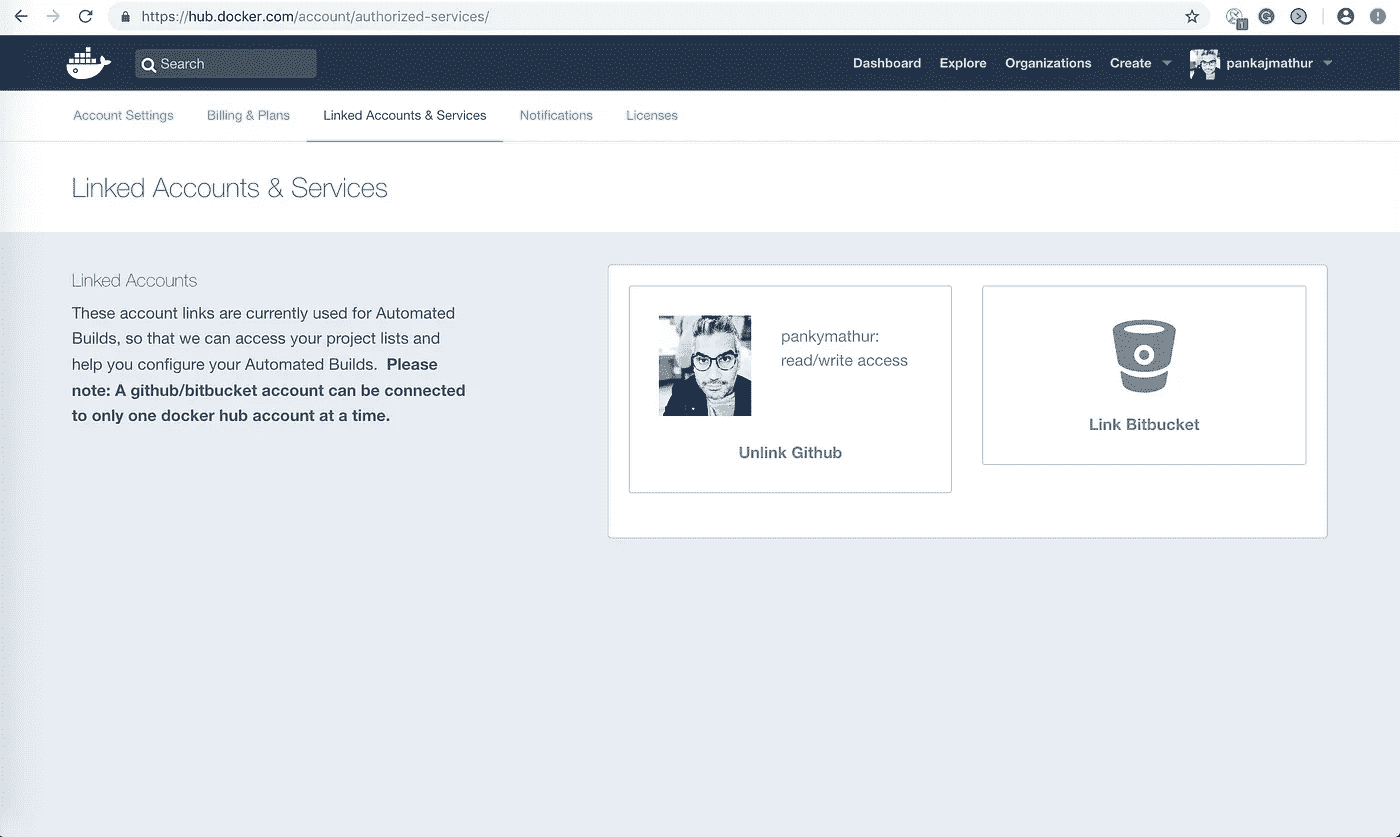 https://hub.docker.com/account/authorized-services/
Search
Dashboard
Explore
Organizations
Create
pankajmathur
Account Settings
Billing & Plans
Linked Accounts & Services
Notifications
Licenses
Linked Accounts & Services
Linked Accounts
These account links are currently used for Automated
Builds, so that we can access your project lists and
help you configure your Automated Builds. Please
note: A github/bitbucket account can be connected
to only one docker hub account at a time.
pankymathur:
read/write access
Unlink Github
Link Bitbucket